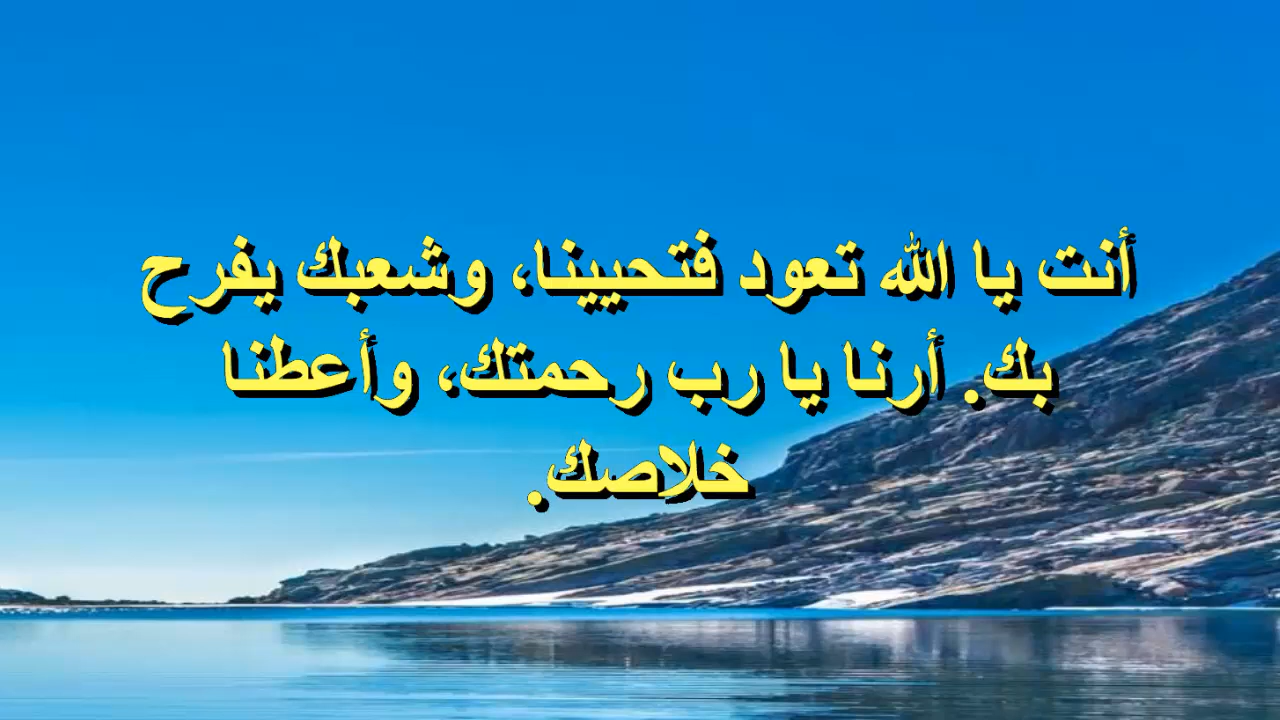 أنت يا الله تعود فتحيينا، وشعبك يفرح
بك. أرنا يا رب رحمتك، وأعطنا
خلاصك.